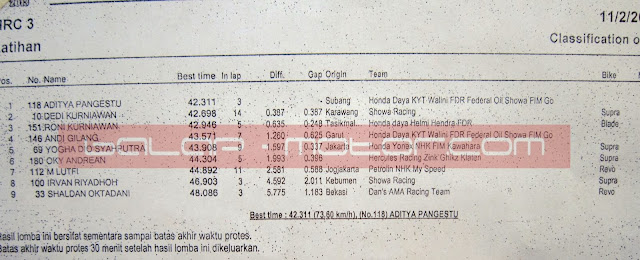 HRC 3 11/2/20
atihan Classification o
Pos. No. Name Best time In lap Diff. Gap Origin Team Bike
1 118 ADITYA PANGESTU 42.311 3 Subang Honda Daya KYT Walini FDR Federal Oil Showa FIM Go
2 10 DEDI KURNIAWAN 42.698 14 0.387 0.387 Karawang Showa Racing Supra
3 151 RONI KURNIAWAN 42.946 5 0.635 0.248 Tasikmal Honda daya Helmi Hendra FDR Blade
4 146 ANDI GILANG 43.571 7 1.260 0.625 Garut Honda Daya KYT Walini FDR Federal Oil Showa FIM Go
5 69 YOGHA DIO SYAHPUTRA 43.908 1.597 0.337 Jakarta Honda Yonex NHK FIM Kawahara Supra
6 180 OKY ANDREAN 44.304 5 1.993 0.396 Hercules Racing Zink Klaten Supra
7 112 M LUTFI 44.892 11 2.581 0.588 Jogjakarta Petrolin NHK My Speed Revo
8 100 IRVAN RIYADHOH 46.903 3 4.592 2.011 Kebumen Showa Racing Supra
9 33 SHALDAN OKTADANI 48.086 3 5.775 1.183 Bekasi Dan's AMA Racing Team Revo
Best time : 42.311 (73,60 km/h), (No.118) ADITYA PANGESTU
Hasil lomba ini bersifat sementara sampai batas akhir waktu protes.
Batas akhir waktu protes 30 menit setelah hasil lomba ini dikeluarkan.